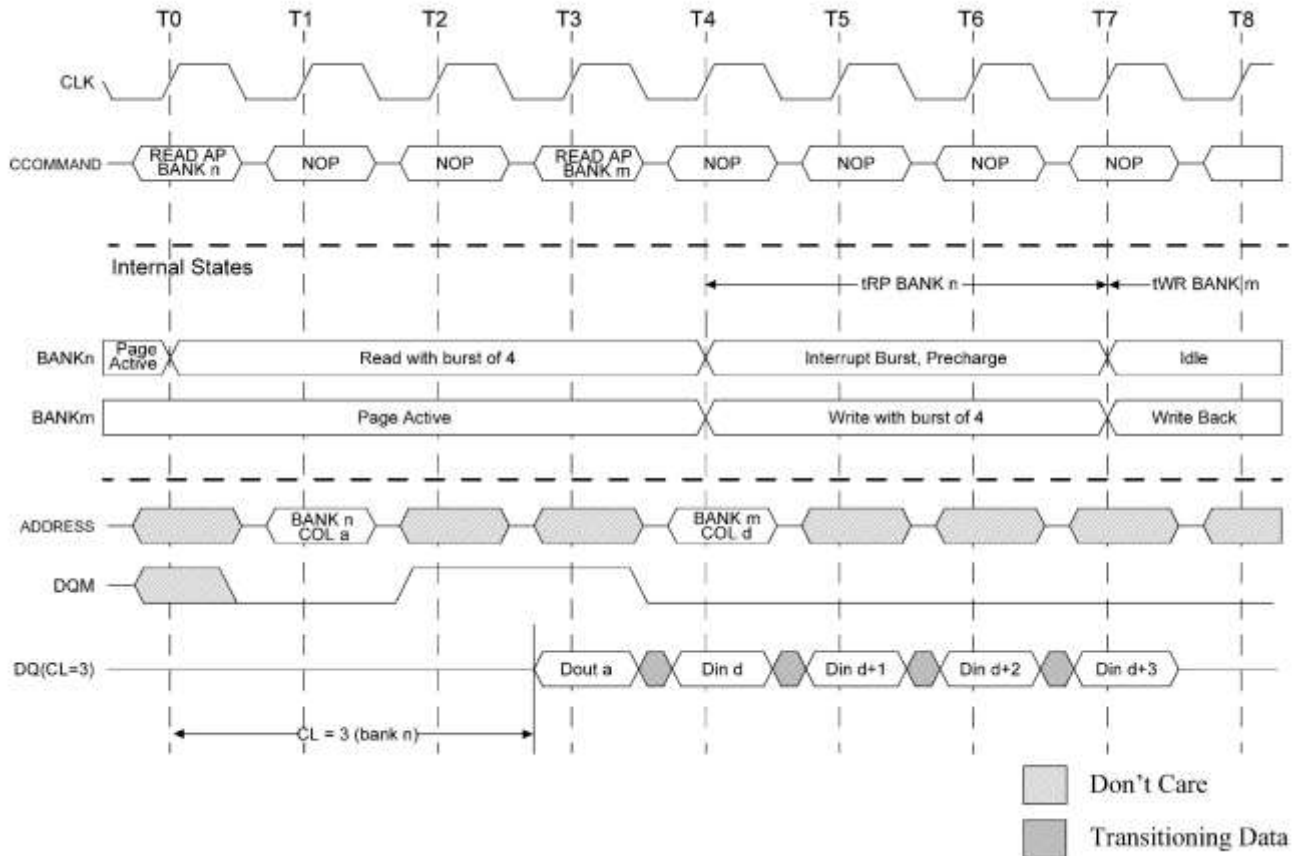 T0 T1 T2 T3 T4 T5 T6 T7 T8
CLK
CCOMMAND
READ AP
BANK n
NOP
NOP
READ AP
BANK m
NOP
NOP
NOP
NOP
Internal States
tRP BANK n
tWR BANK m
BANKn
Page
Active
Read with burst of 4
Interrupt Burst, Precharge
Idle
BANKm
Page Active
Write with burst of 4
Write Back
ADDRESS
BANK n
COL a
BANK m
COL d
DQM
DQ(CL=3)
Dout a
Din d
Din d+1
Din d+2
Din d+3
CL = 3 (bank n)
Don't Care
Transitioning Data